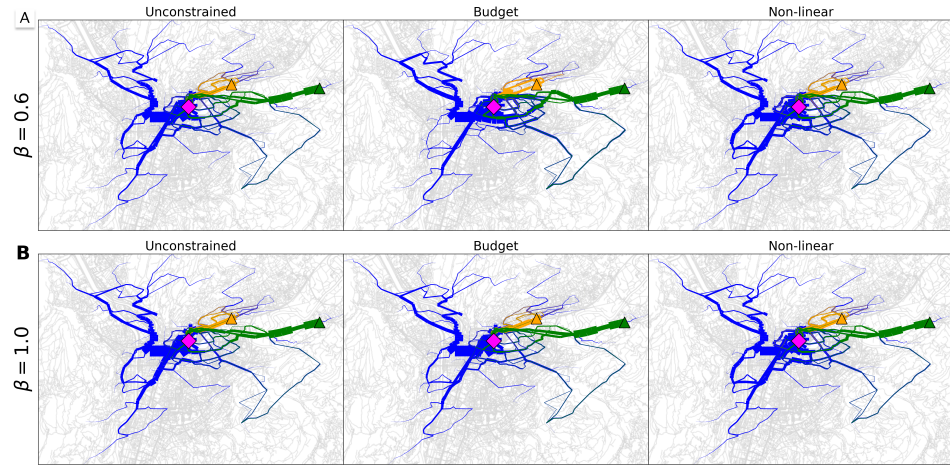 A
Unconstrained
Budget
Non-linear
β = 0.6
B
Unconstrained
Budget
Non-linear
β = 1.0